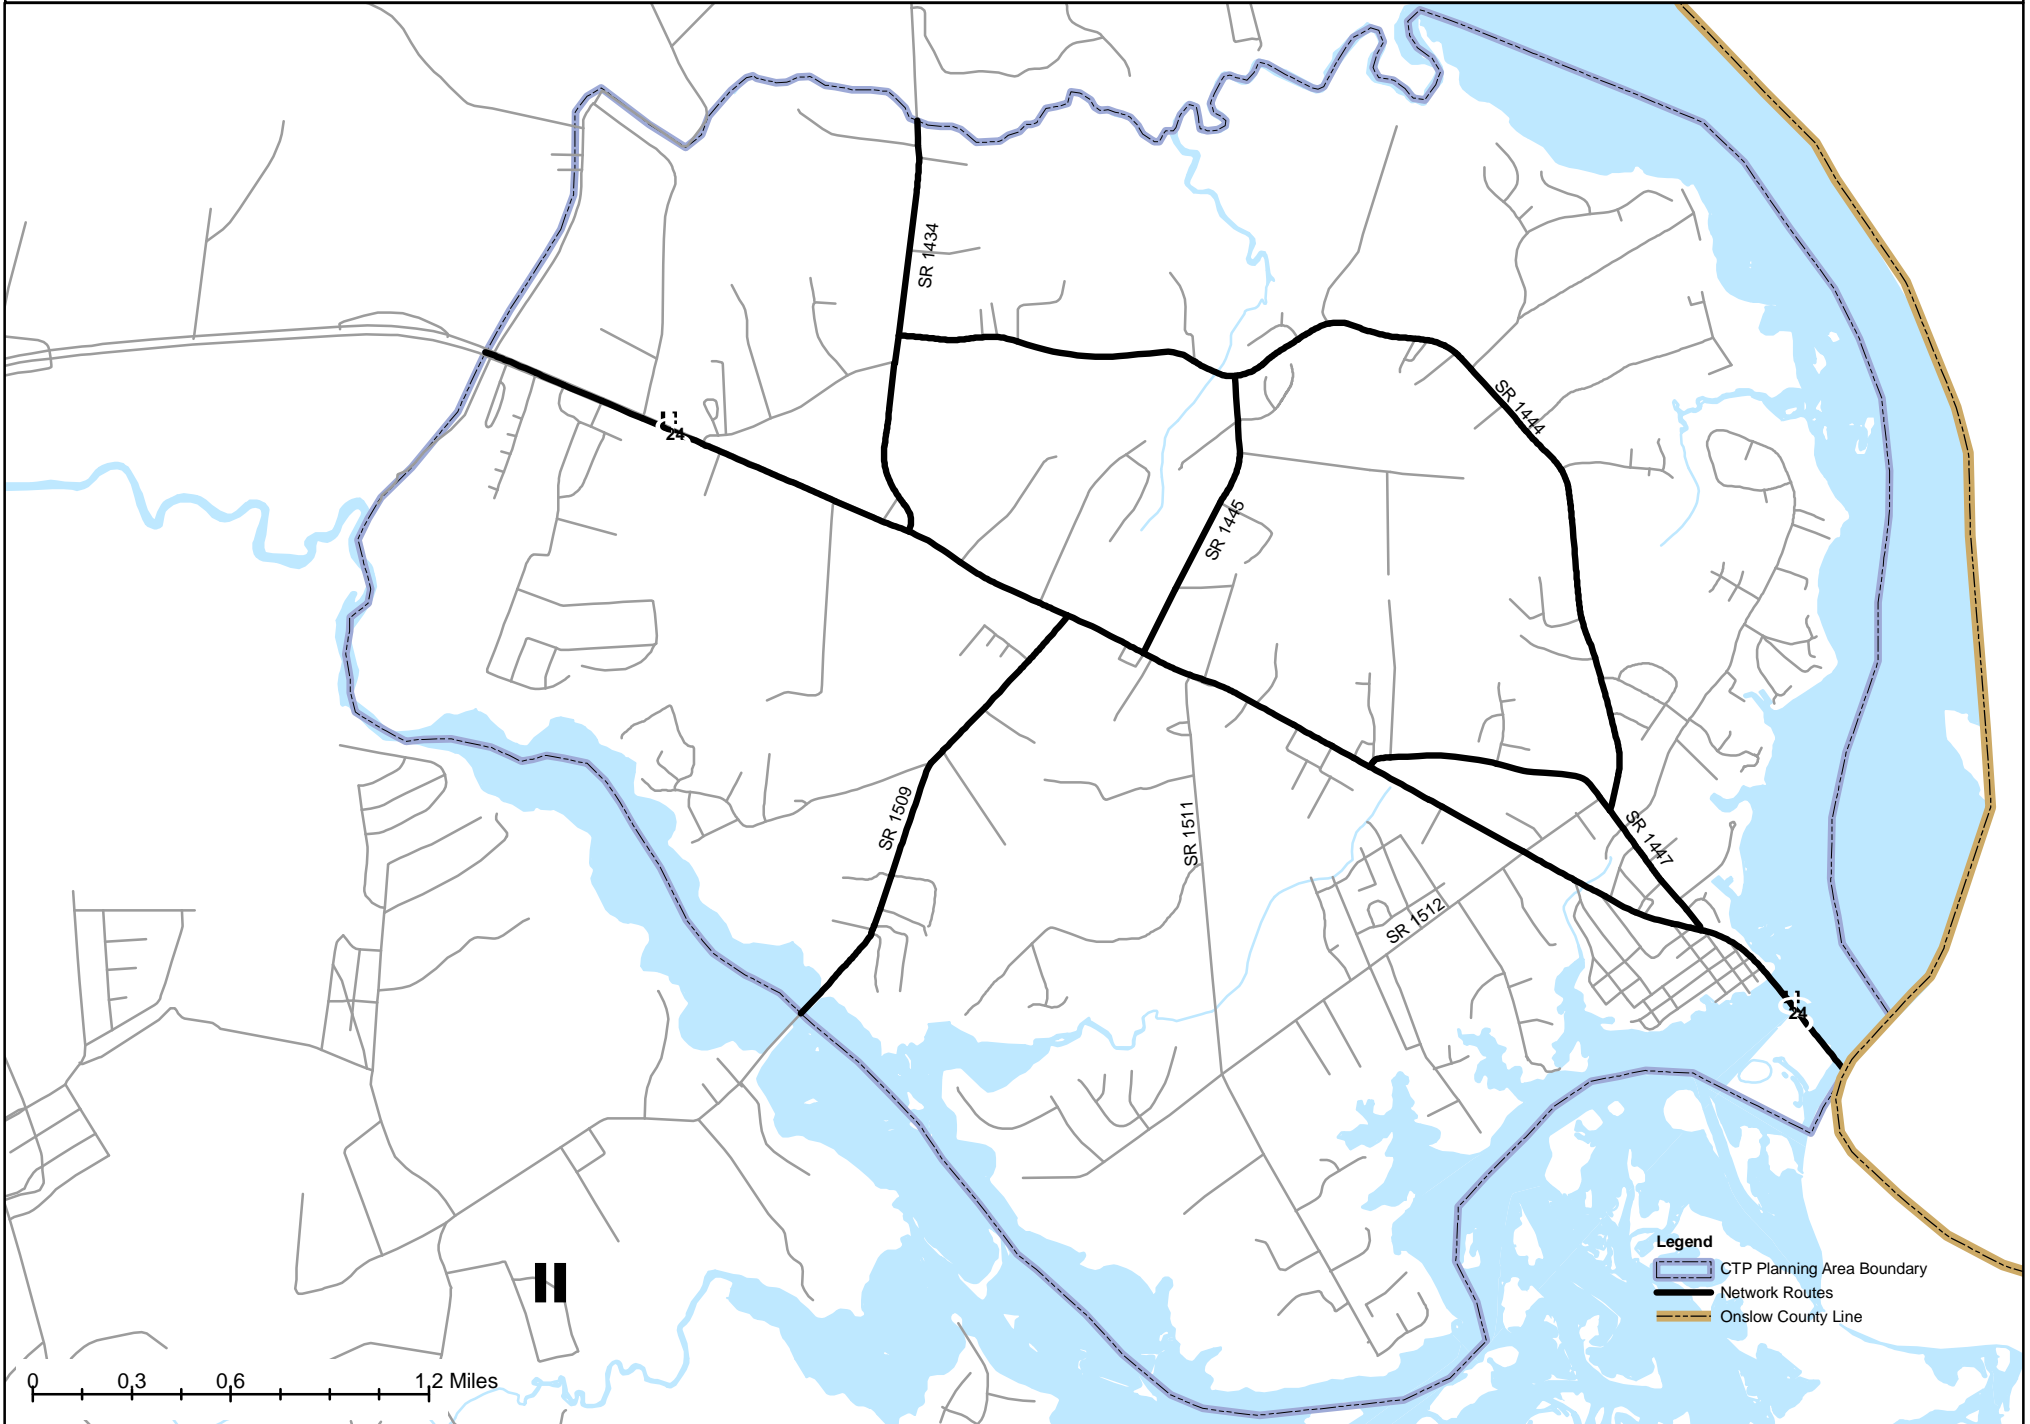 SR 1434
SR 1444
24
SR 1445
SR 1509
SR 1511
SR 1447
SR 1512
24
Legend
CTP Planning Area Boundary
Network Routes
Onslow County Line
0 0.3 0.6 1.2 Miles